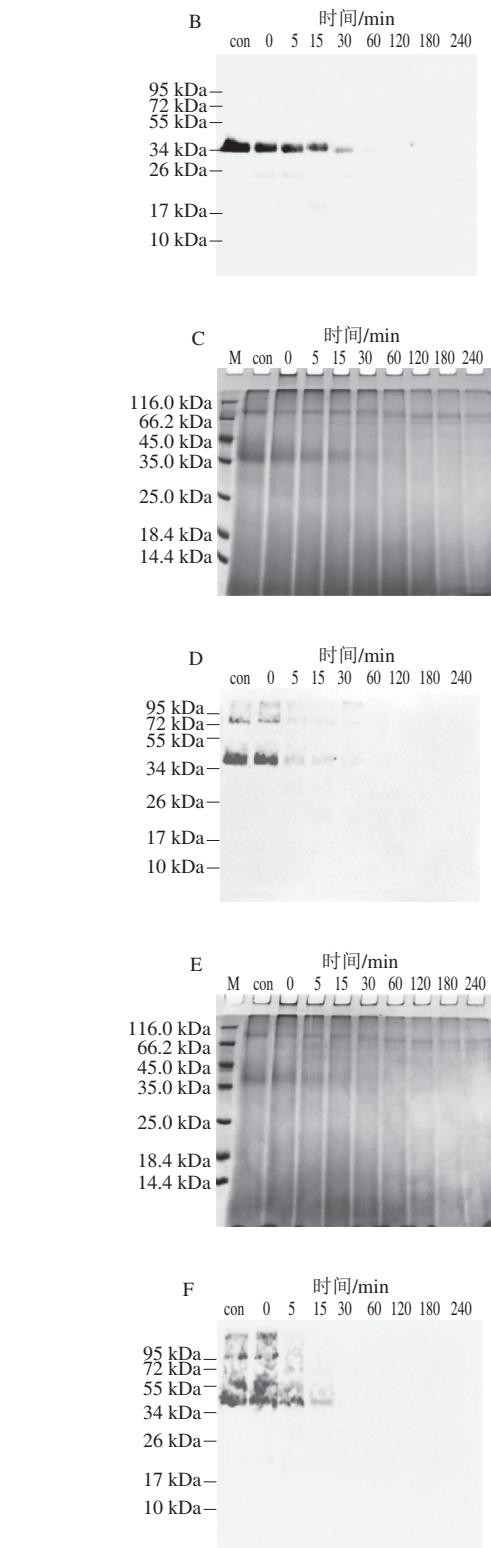 B 时间/min
con 0 5 15 30 60 120 180 240
95 kDa
72 kDa
55 kDa
34 kDa
26 kDa
17 kDa
10 kDa
C 时间/min
M con 0 5 15 30 60 120 180 240
116.0 kDa
66.2 kDa
45.0 kDa
35.0 kDa
25.0 kDa
18.4 kDa
14.4 kDa
D 时间/min
con 0 5 15 30 60 120 180 240
95 kDa
72 kDa
55 kDa
34 kDa
26 kDa
17 kDa
10 kDa
E 时间/min
M con 0 5 15 30 60 120 180 240
116.0 kDa
66.2 kDa
45.0 kDa
35.0 kDa
25.0 kDa
18.4 kDa
14.4 kDa
F 时间/min
con 0 5 15 30 60 120 180 240
95 kDa
72 kDa
55 kDa
34 kDa
26 kDa
17 kDa
10 kDa